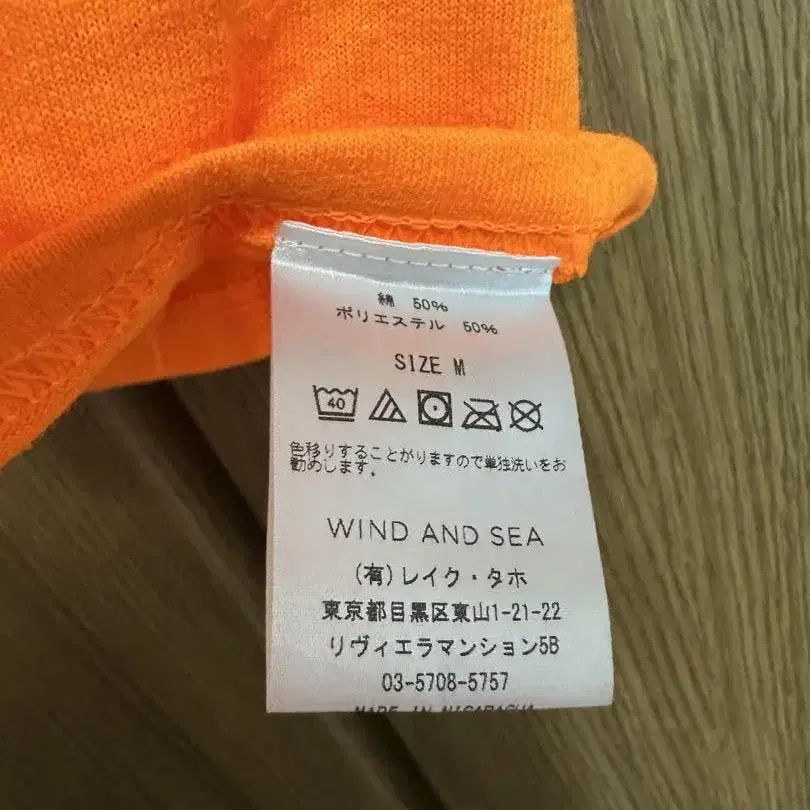 綿 50%
ポリエステル 50%
SIZE M
40
色移りすることがりますので単独洗いをお
勧めします。
WIND AND SEA
(有)レイク・タホ
東京都目黒区東山1-21-22
リヴィエラマンション5B
03-5708-5757
MADE IN NICARAGUA